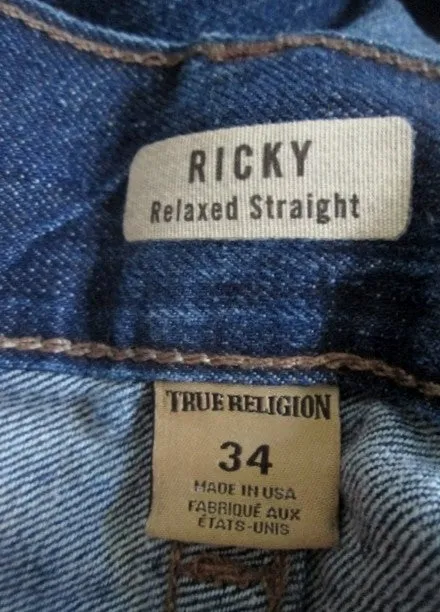 RICKY
Relaxed Straight
TRUE RELIGION
34
MADE IN USA
FABRIQUÉ AUX
ÉTATS-UNIS